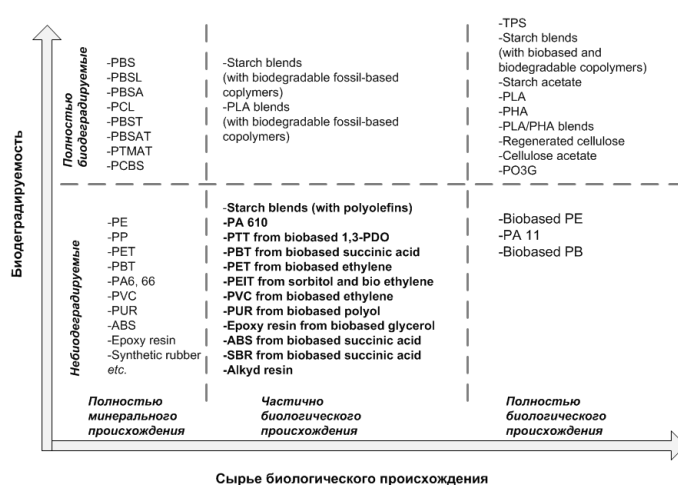 Биодеградируемость
Полностью
биодеградируемые
-PBS
-PBSL
-PBSA
-PCL
-PBST
-PBSAT
-PTMAT
-PCBS
-Starch blends
(with biodegradable fossil-based
coplymers)
-PLA blends
(with biodegradable fossil-based
copolymers)
-TPS
-Starch blends
(with biobased and
biodegradable copolymers)
-Starch acetate
-PLA
-PHA
-PLA/PHA blends
-Regenerated cellulose
-Cellulose acetate
-PO3G
Небиодеградируемые
-PE
-PP
-PET
-PBT
-PA6, 66
-PVC
-PUR
-ABS
-Epoxy resin
-Synthetic rubber
etc.
-Starch blends (with polyolefins)
-PA 610
-PTT from biobased 1,3-PDO
-PBT from biobased succinic acid
-PET from biobased ethylene
-PEIT from sorbitol and bio ethylene
-PVC from biobased ethylene
-PUR from biobased polyol
-Epoxy resin from biobased glycerol
-ABS from biobased succinic acid
-SBR from biobased succinic acid
-Alkyd resin
-Biobased PE
-PA 11
-Biobased PB
Полностью
минерального
происхождения
Частично
биологического
происхождения
Полностью
биологического
происхождения
Сырье биологического происхождения